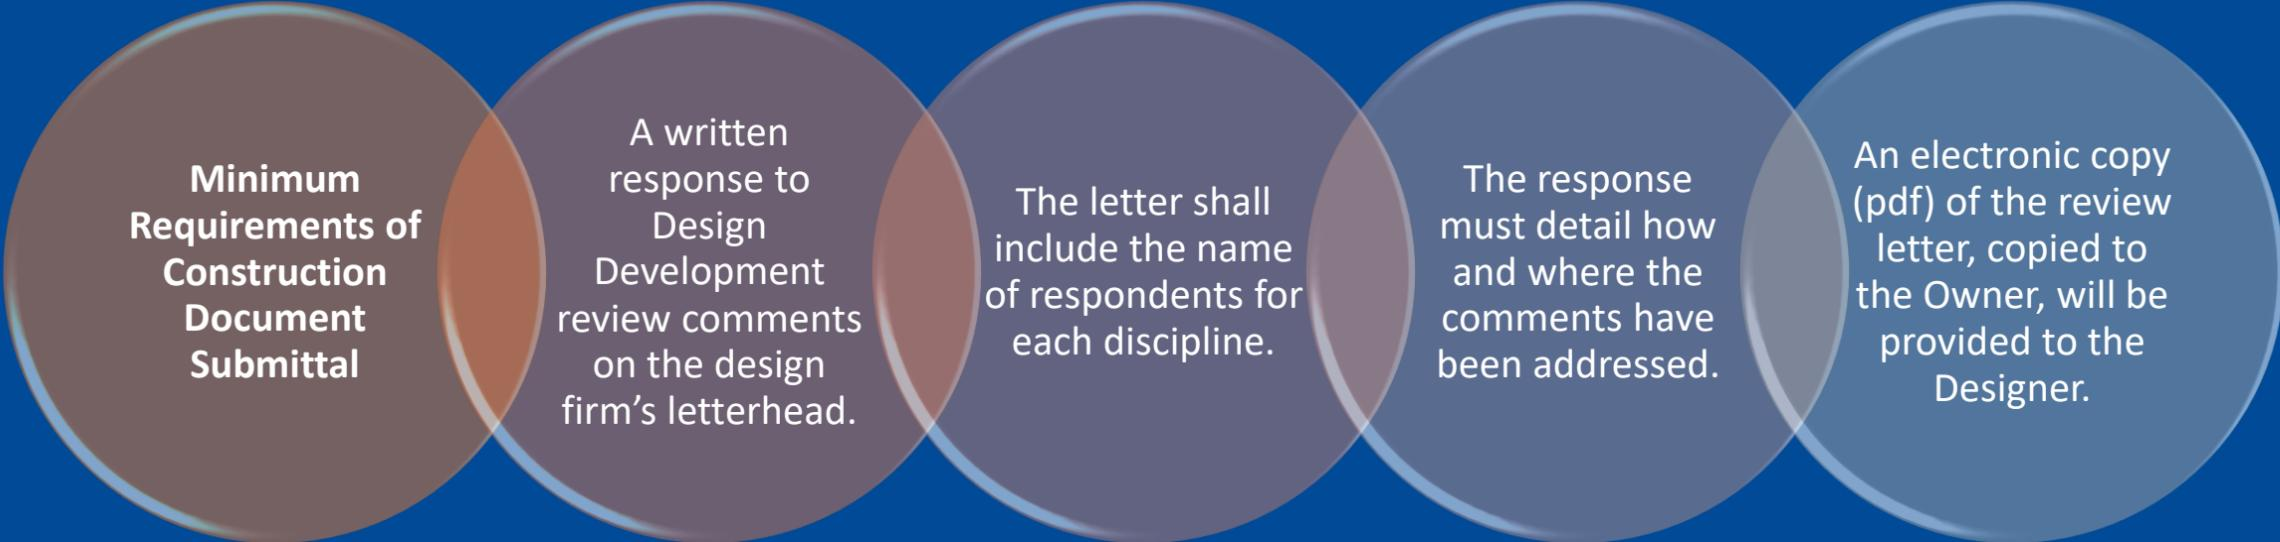 Minimum
Requirements of
Construction
Document
Submittal
A written
response to
Design
Development
review comments
on the design
firm’s letterhead.
The letter shall
include the name
of respondents for
each discipline.
The response
must detail how
and where the
comments have
been addressed.
An electronic copy
(pdf) of the review
letter, copied to
the Owner, will be
provided to the
Designer.